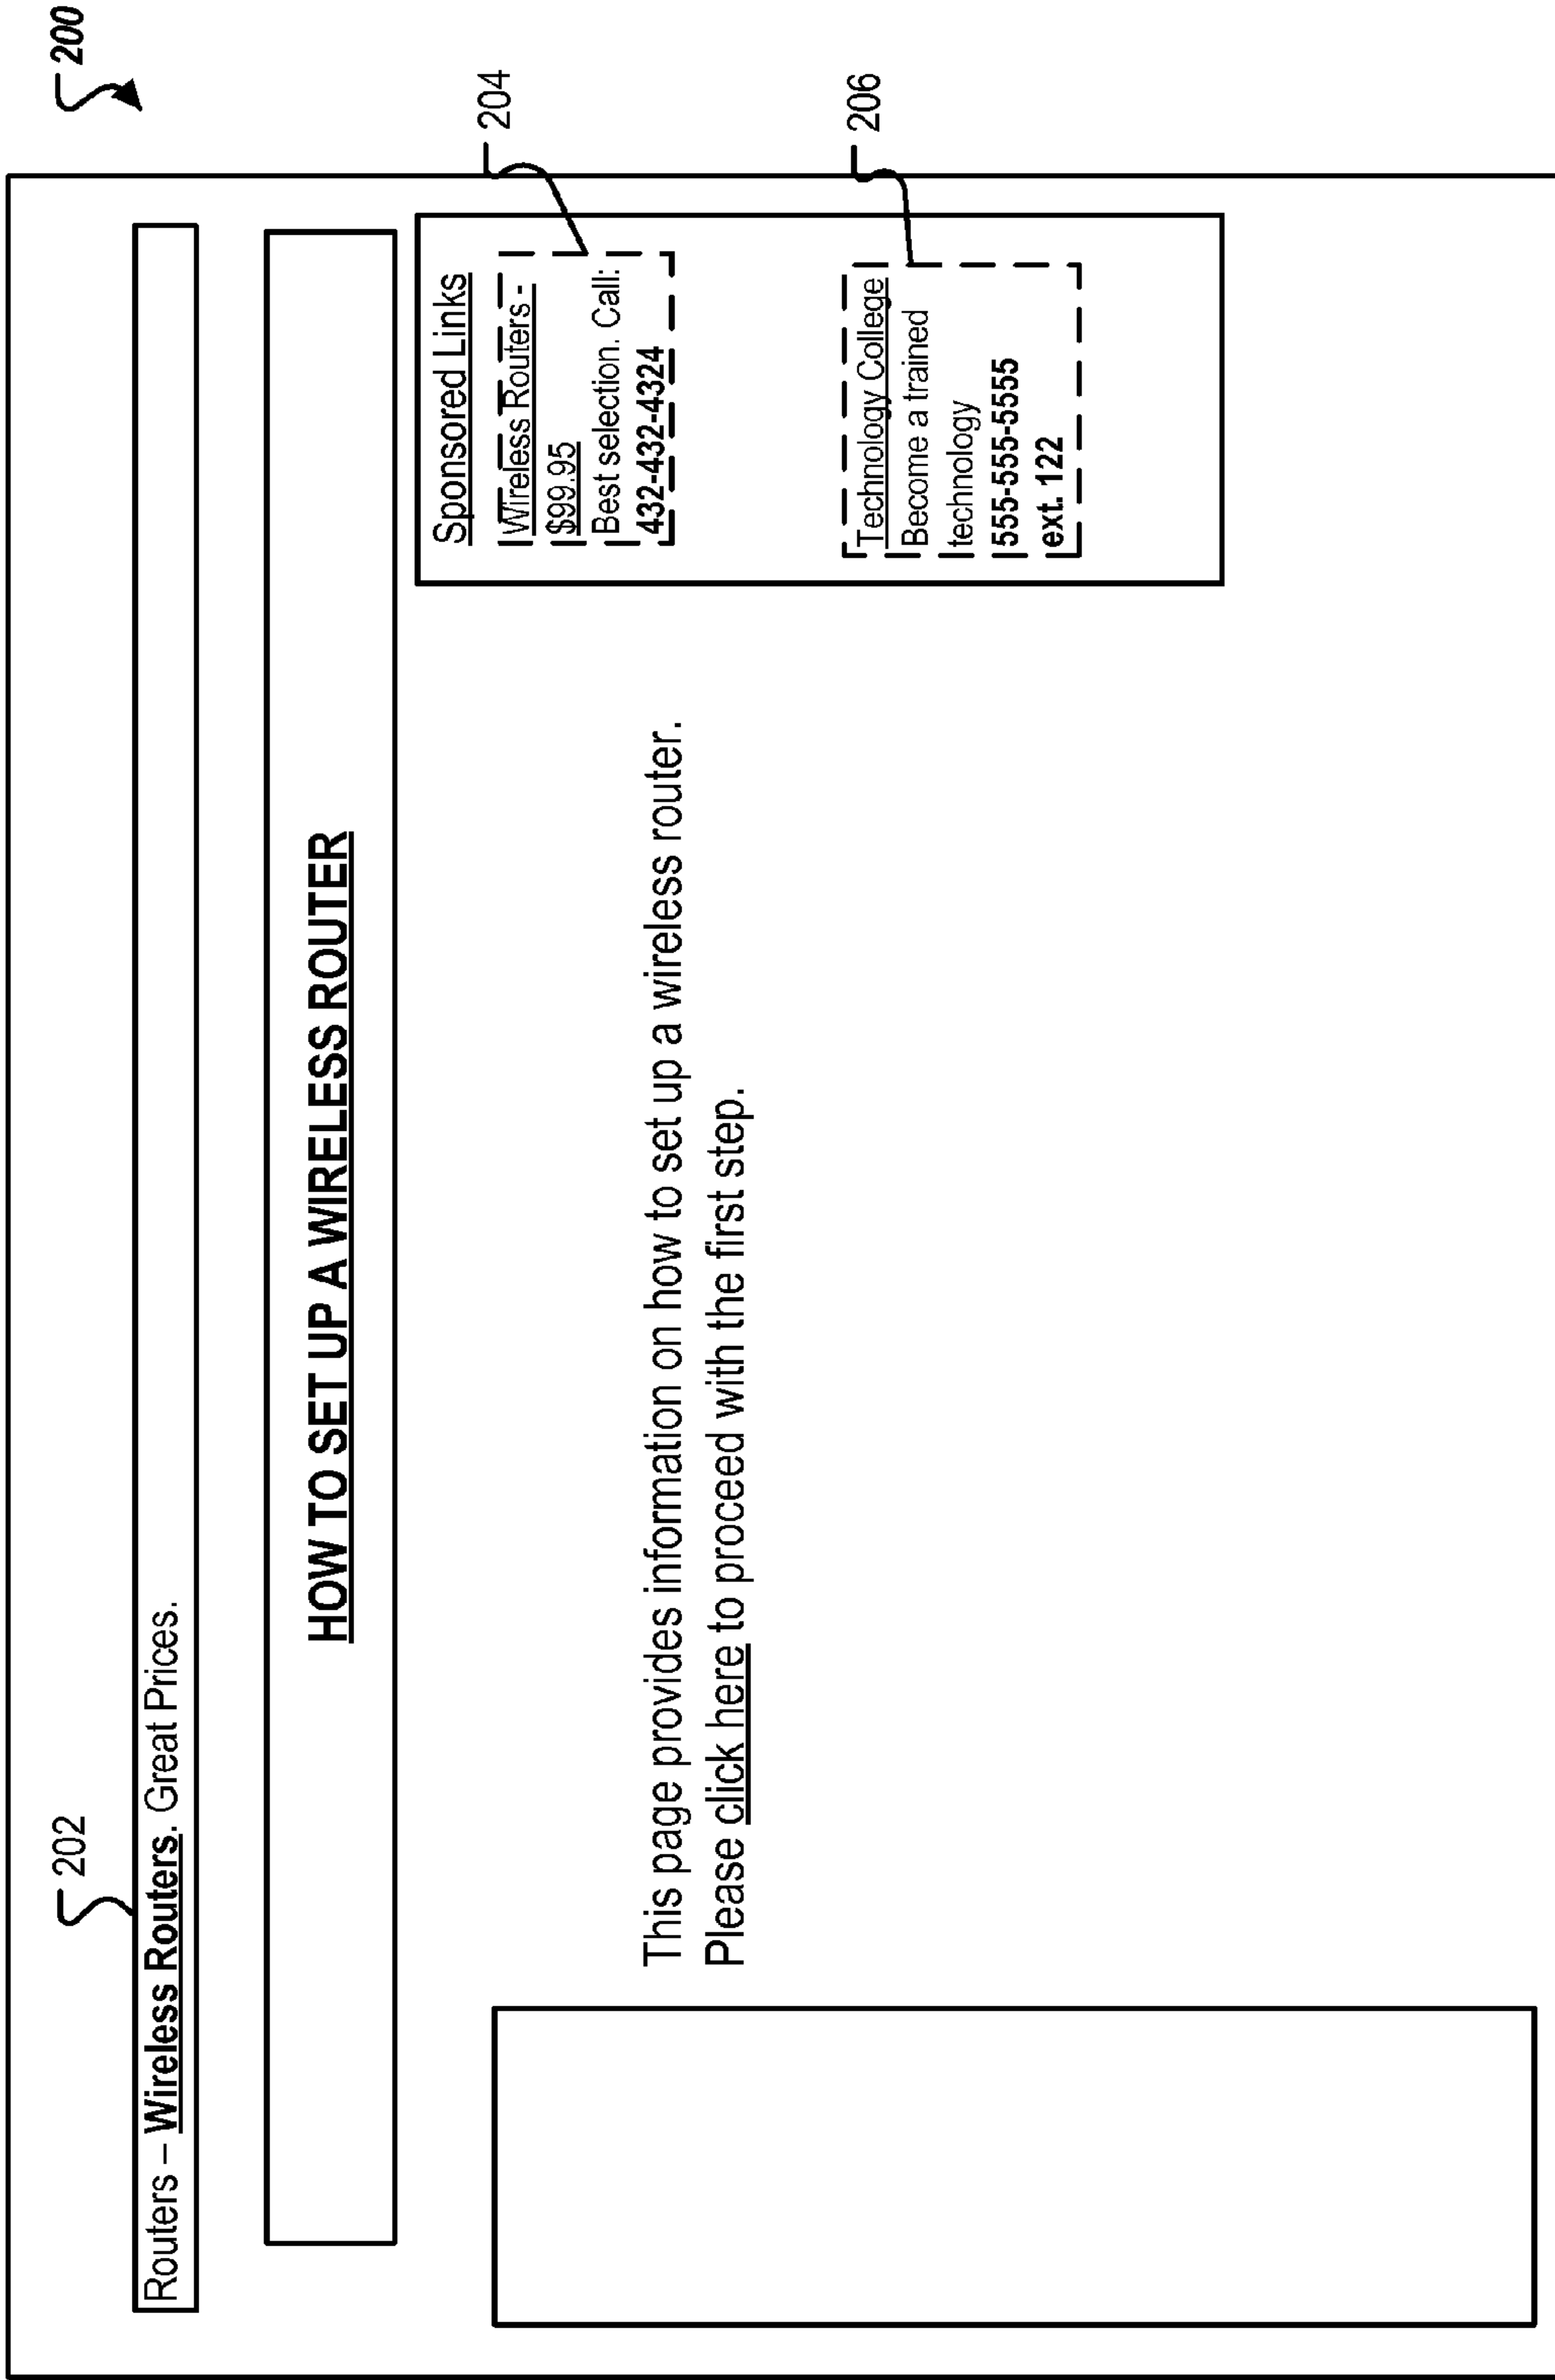 200
202
Routers – Wireless Routers. Great Prices.
HOW TO SET UP A WIRELESS ROUTER
This page provides information on how to set up a wireless router.
Please click here to proceed with the first step.
Sponsored Links
204
Wireless Routers -
$99.95
Best selection. Call:
432-432-4324
206
Technology College
Become a trained
technology
555-555-5555
ext. 122